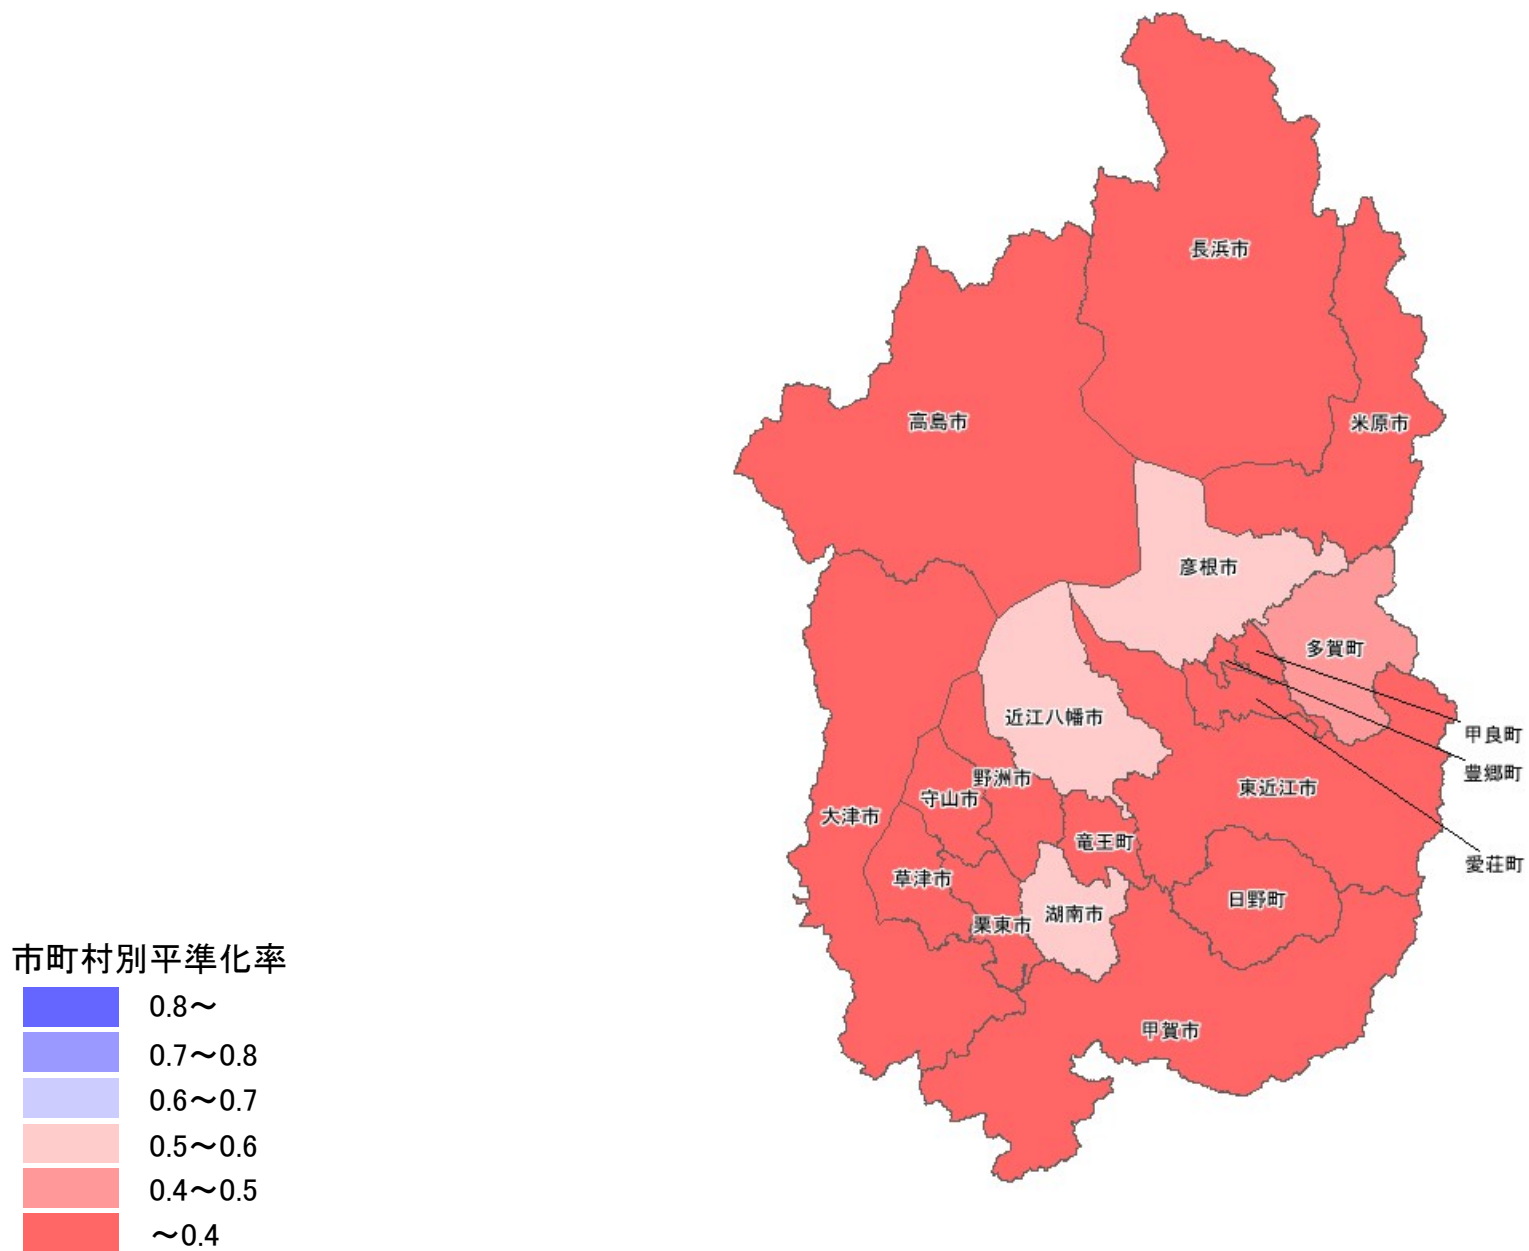 長浜市
高島市
米原市
彦根市
多賀町
近江八幡市
甲良町
豊郷町
野洲市
東近江市
守山市
大津市
竜王町
愛荘町
草津市
日野町
湖南市
栗東市
甲賀市
市町村別平準化率
0.8～
0.7～0.8
0.6～0.7
0.5～0.6
0.4～0.5
～0.4